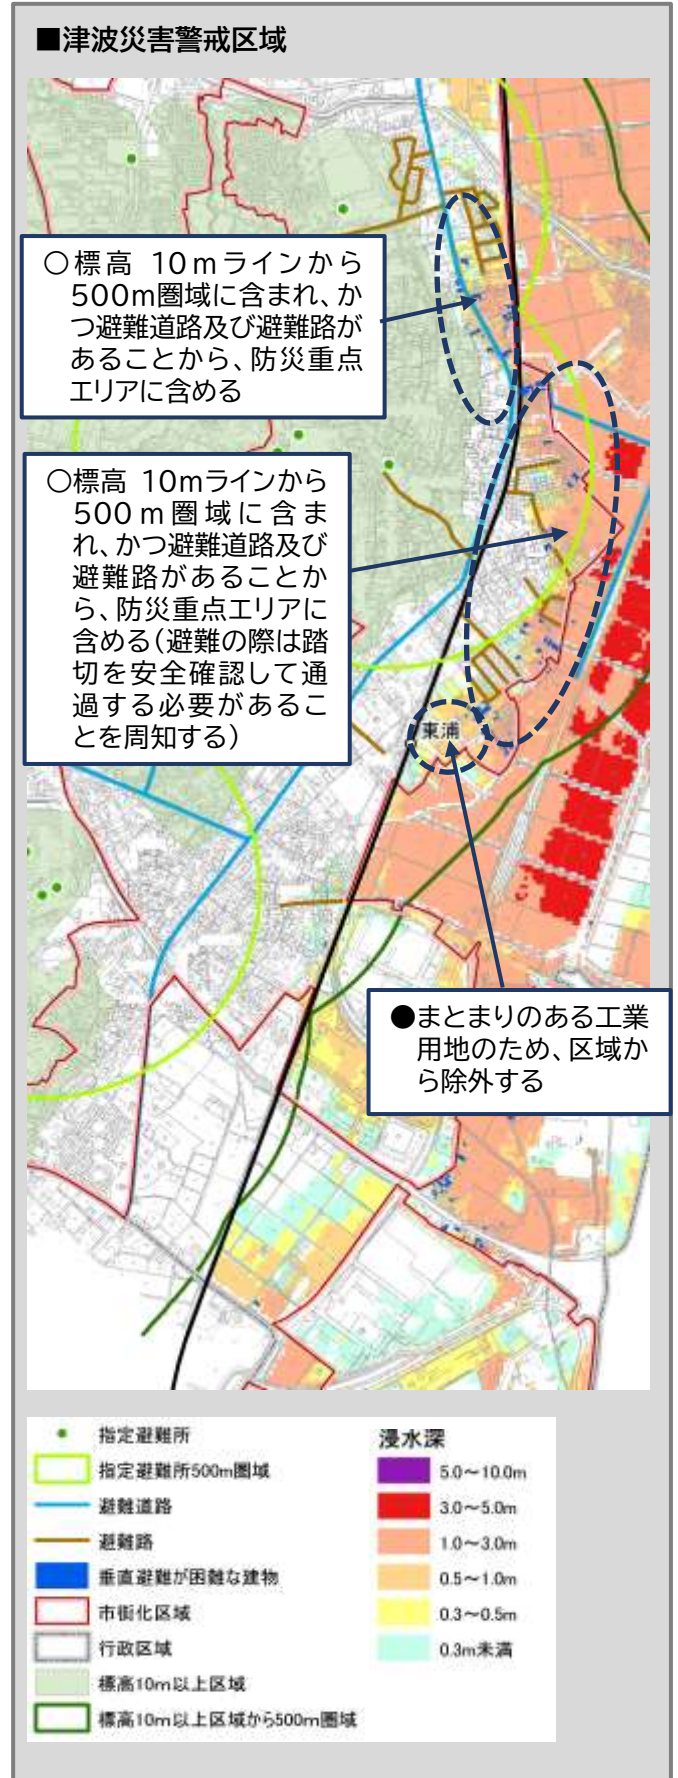 ■津波災害警戒区域
○標高 10mラインから
500m圏域に含まれ、か
つ避難道路及び避難路が
あることから、防災重点
エリアに含める
○標高 10mラインから
500m圏域に含ま
れ、かつ避難道路及び
避難路があることか
ら、防災重点エリアに
含める(避難の際は踏
切を安全確認して通
過する必要があるこ
とを周知する)
東浦
●まとまりのある工業
用地のため、区域か
ら除外する
指定避難所
指定避難所500m圏域
避難道路
避難路
垂直避難が困難な建物
市街化区域
行政区域
標高10m以上区域
標高10m以上区域から500m圏域
浸水深
5.0～10.0m
3.0～5.0m
1.0～3.0m
0.5～1.0m
0.3～0.5m
0.3m未満